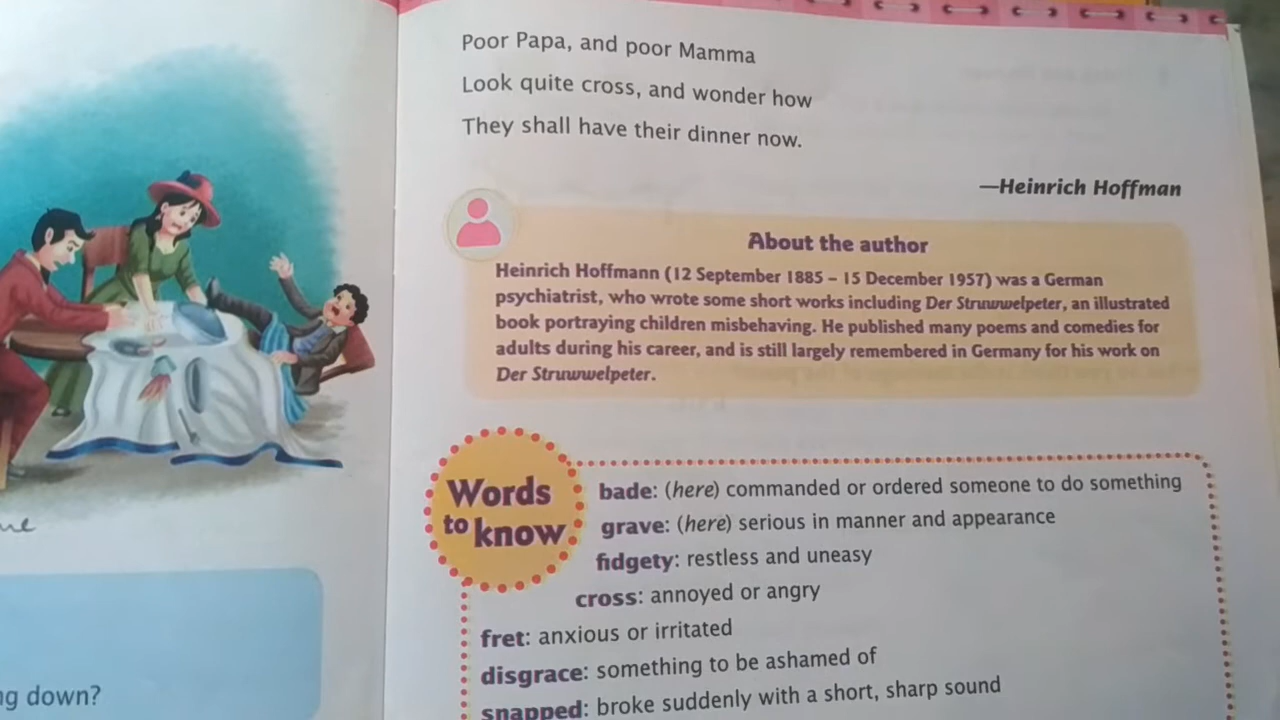 Poor Papa, and poor Mamma
Look quite cross, and wonder how
They shall have their dinner now.
—Heinrich Hoffman
About the author
Heinrich Hoffmann (12 September 1885 – 15 December 1957) was a German
psychiatrist, who wrote some short works including Der Struwwelpeter, an illustrated
book portraying children misbehaving. He published many poems and comedies for
adults during his career, and is still largely remembered in Germany for his work on
Der Struwwelpeter.
Words
to know
bade: (here) commanded or ordered someone to do something
grave: (here) serious in manner and appearance
fidgety: restless and uneasy
cross: annoyed or angry
fret: anxious or irritated
disgrace: something to be ashamed of
snapped: broke suddenly with a short, sharp sound
down?